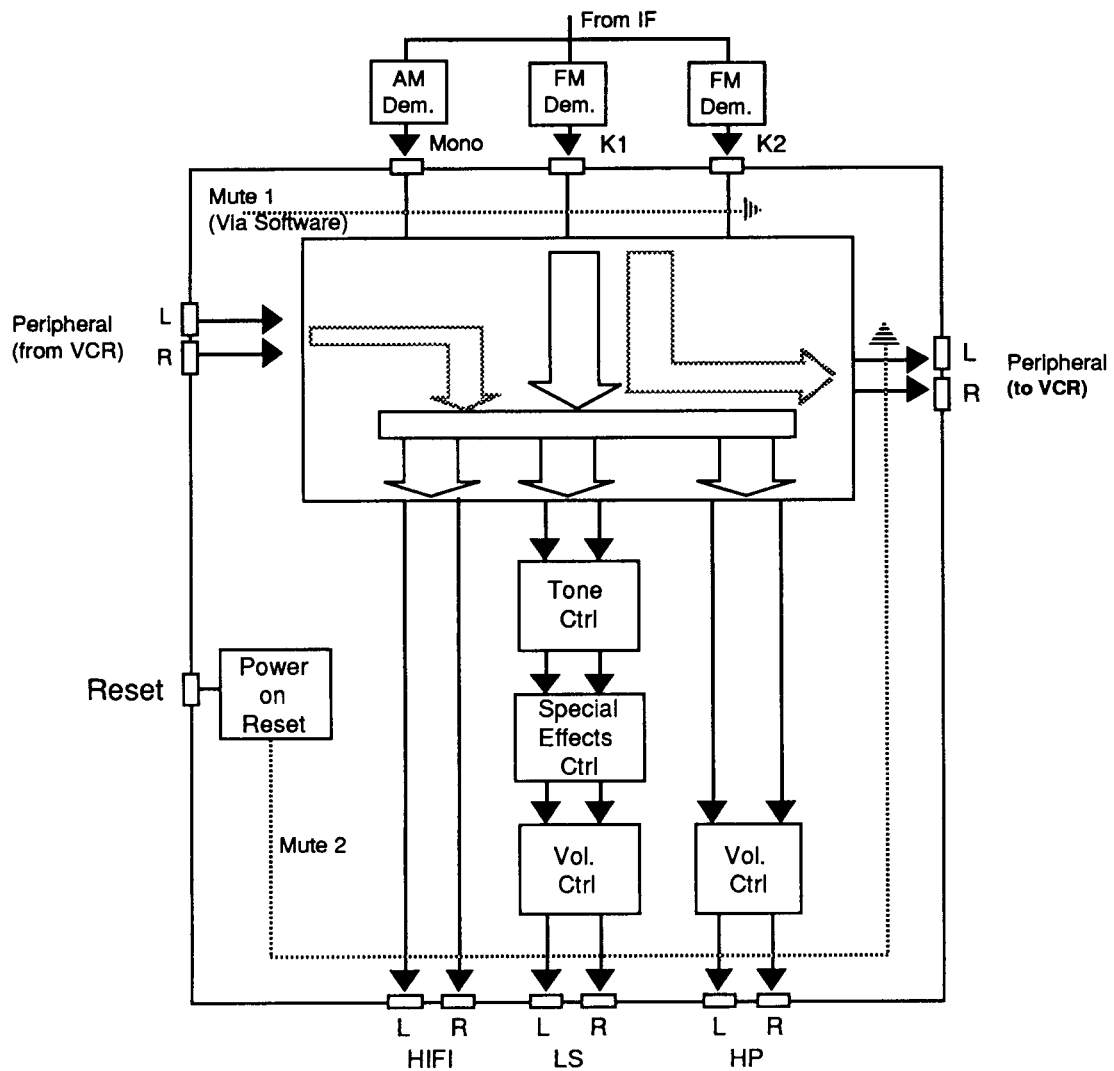 From IF
AM
Dem.
FM
Dem.
FM
Dem.
Mono
K1
K2
Mute 1
(Via Software)
Peripheral
(from VCR)
L
R
L
R
Peripheral
(to VCR)
Tone
Ctrl
Reset
Power
on
Reset
Special
Effects
Ctrl
Mute 2
Vol.
Ctrl
Vol.
Ctrl
L R L R L R
HIFI LS HP